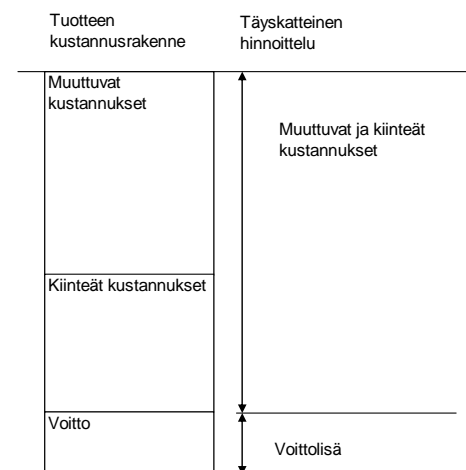 Tuotteen
kustannusrakenne
Täyskatteinen
hinnoittelu
Muuttuvat
kustannukset
Muuttuvat ja kiinteät
kustannukset
Kiinteät kustannukset
Voitto
Voittolisä